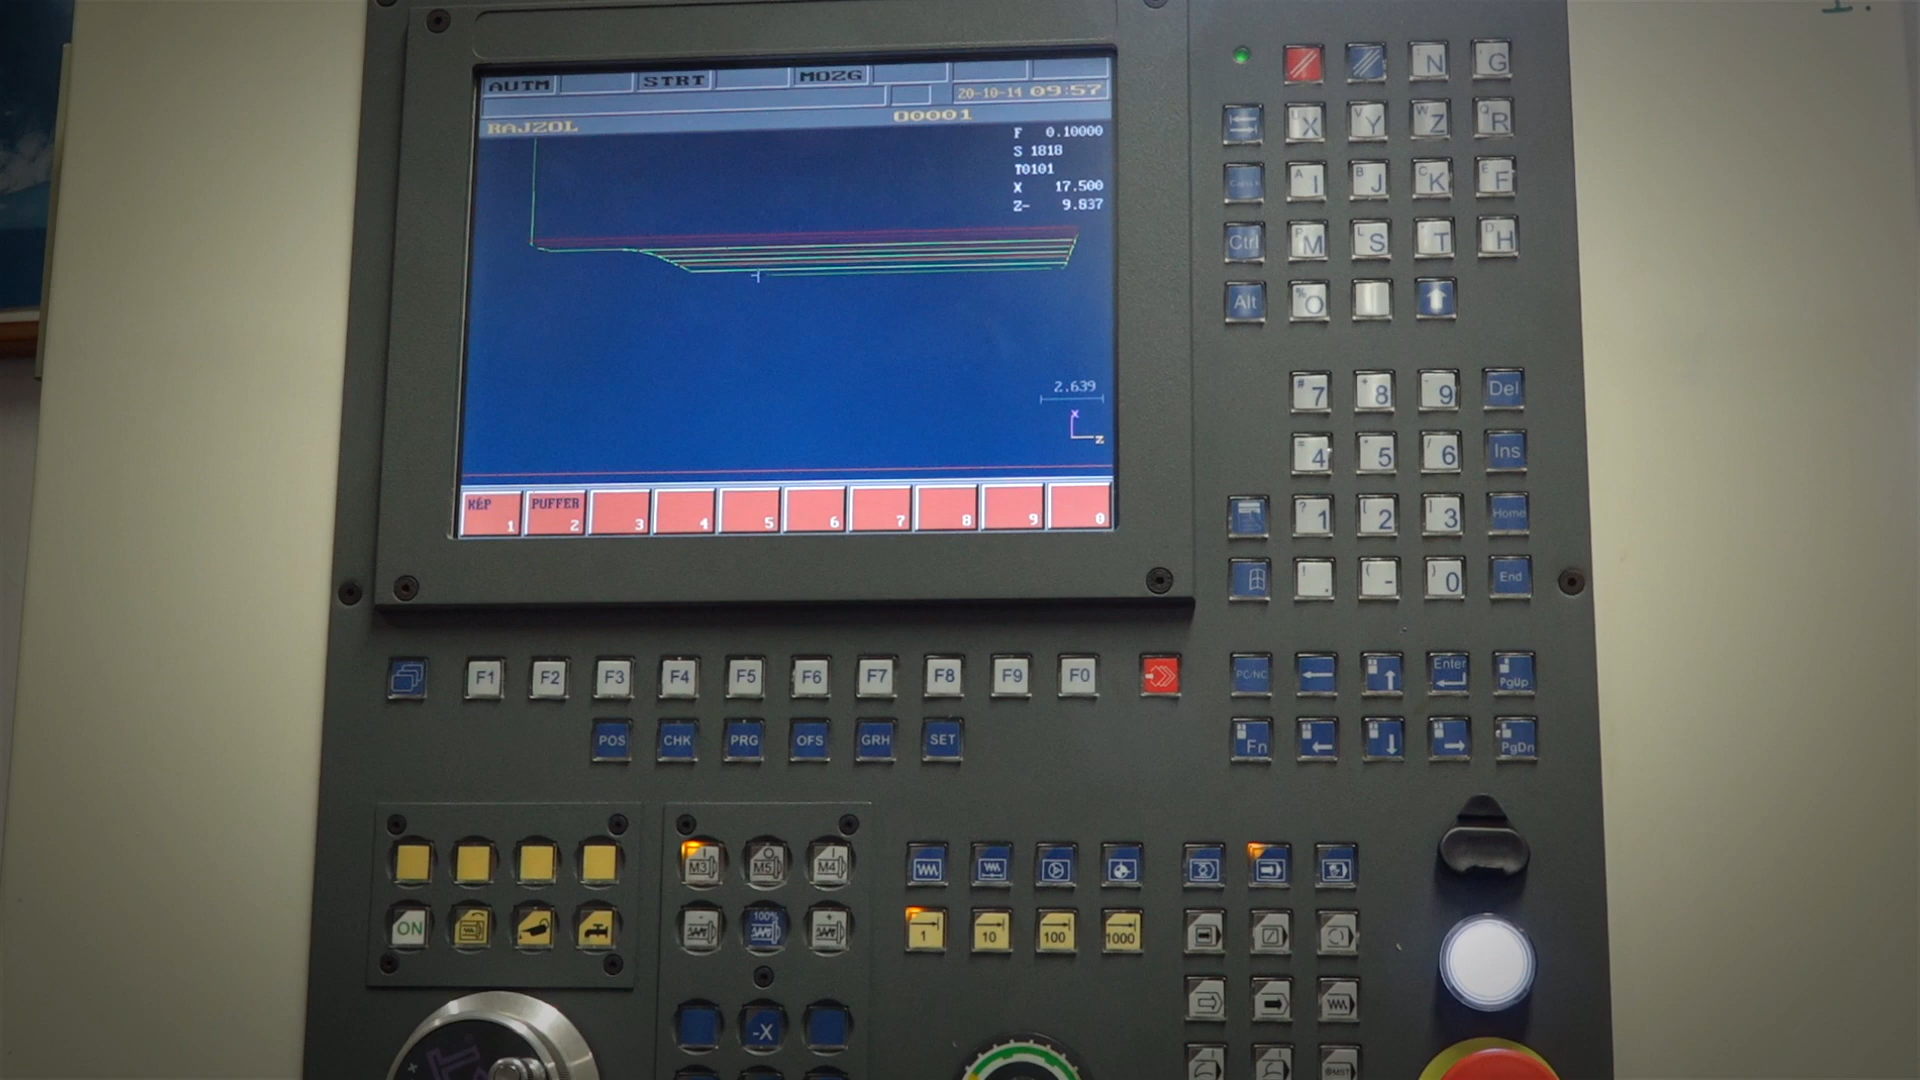 AUTM STRT MOZG
20-10-14 09:57
RAJZOL O0001
F 0.10000
S 1818
T0101
X 17.500
Z- 9.837
2.639
X
Z
KÉP 1 PUFFER 2 3 4 5 6 7 8 9 0
N G
U X V Y W Z Q R
A I B J C K E F
Ctrl P M L S T D H
Alt % O
# 7 + 8 9 Del
= 4 * 5 / 6 Ins
? 1 [ 2 ] 3 Home
! . ( - ) 0 End
F1 F2 F3 F4 F5 F6 F7 F8 F9 F0
PC/NC Enter PgUp
POS CHK PRG OFS GRH SET
Fn PgDn
M3 M5 M4
ON 100% - +
1 10 100 1000
-X